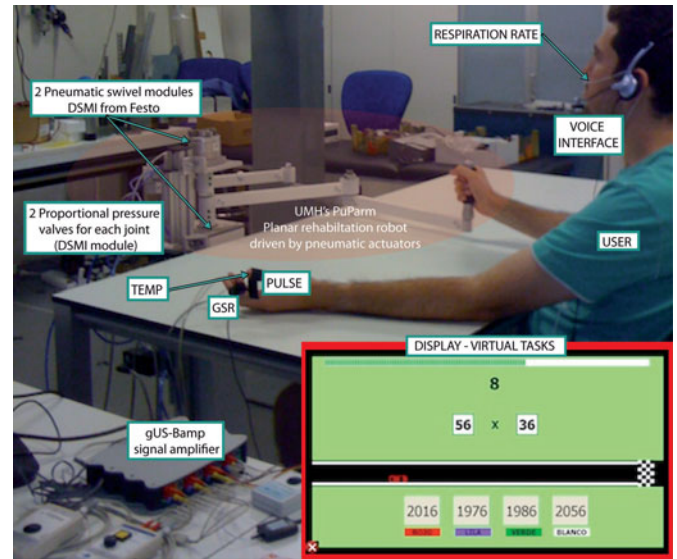 RESPIRATION RATE
2 Pneumatic swivel modules
DSMI from Festo
VOICE
INTERFACE
2 Proportional pressure
valves for each joint
(DSMI module)
UMH's PuParm
Planar rehabiltation robot
driven by pneumatic actuators
USER
TEMP
PULSE
GSR
DISPLAY - VIRTUAL TASKS
8
56 x 36
gUS-Bamp
signal amplifier
2016 1976 1986 2056
ROJO LILA VERDE BLANCO